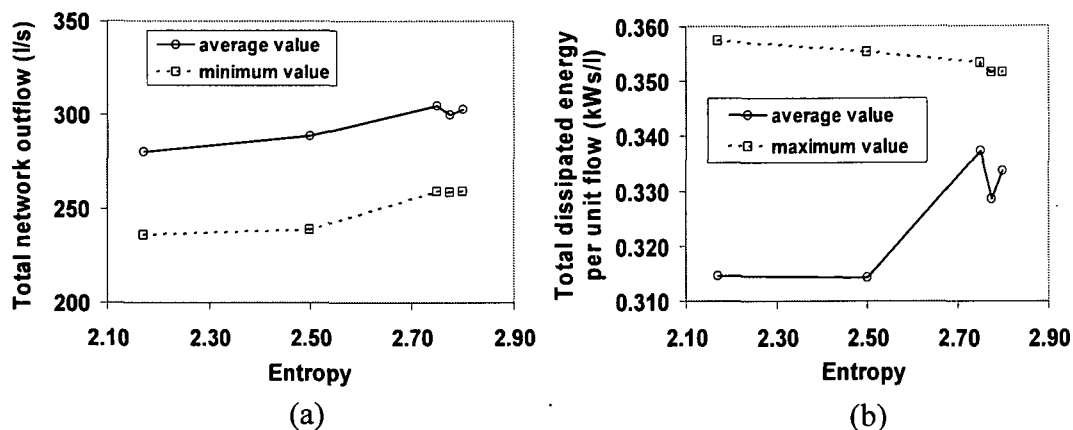 Total network outflow (l/s)
350
300
250
200
average value
minimum value
2.10 2.30 2.50 2.70 2.90
Entropy
(a)
Total dissipated energy
per unit flow (kWs/l)
0.360
0.350
0.340
0.330
0.320
0.310
average value
maximum value
2.10 2.30 2.50 2.70 2.90
Entropy
(b)